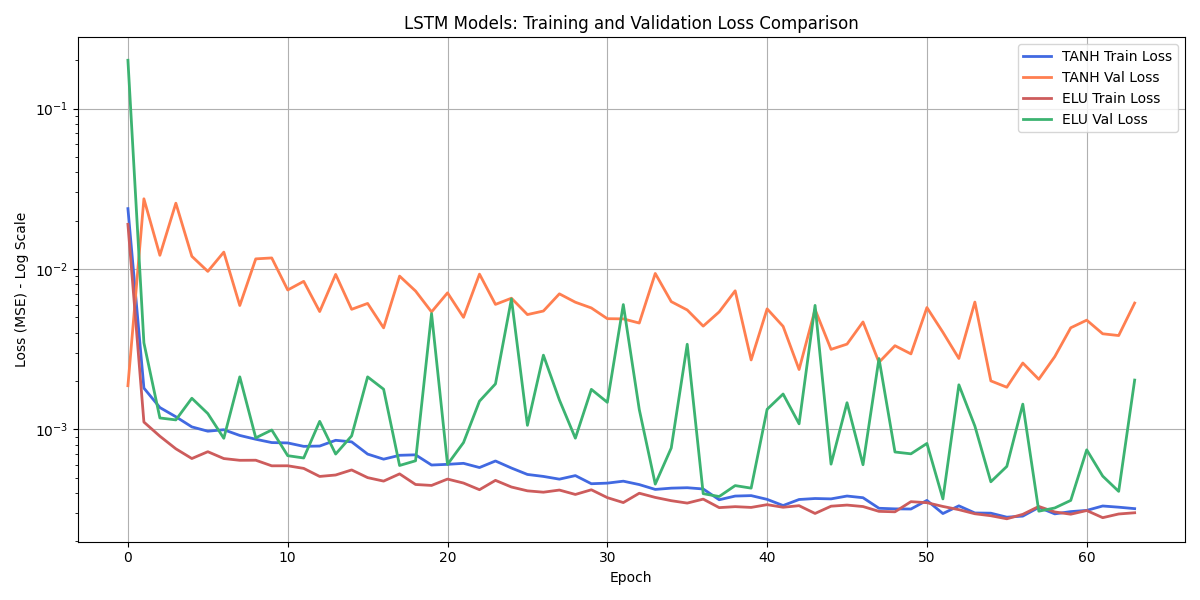 LSTM Models: Training and Validation Loss Comparison
TANH Train Loss
TANH Val Loss
ELU Train Loss
ELU Val Loss
Loss (MSE) - Log Scale
10⁻¹
10⁻²
10⁻³
0 10 20 30 40 50 60
Epoch